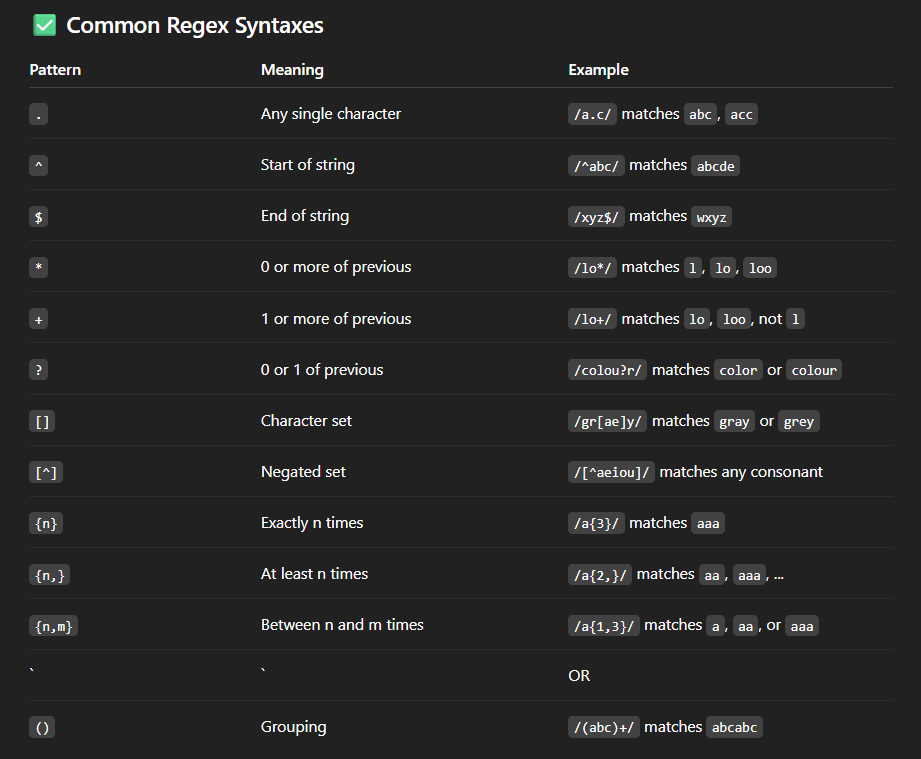 ✅ Common Regex Syntaxes
Pattern Meaning Example
. Any single character /a.c/ matches abc, acc
^ Start of string /^abc/ matches abcde
$ End of string /xyz$/ matches wxyz
* 0 or more of previous /lo*/ matches l, lo, loo
+ 1 or more of previous /lo+/ matches lo, loo, not l
? 0 or 1 of previous /colou?r/ matches color or colour
[] Character set /gr[ae]y/ matches gray or grey
[^] Negated set /[^aeiou]/ matches any consonant
{n} Exactly n times /a{3}/ matches aaa
{n,} At least n times /a{2,}/ matches aa, aaa, …
{n,m} Between n and m times /a{1,3}/ matches a, aa, or aaa
` ` OR
() Grouping /(abc)+/ matches abcabc